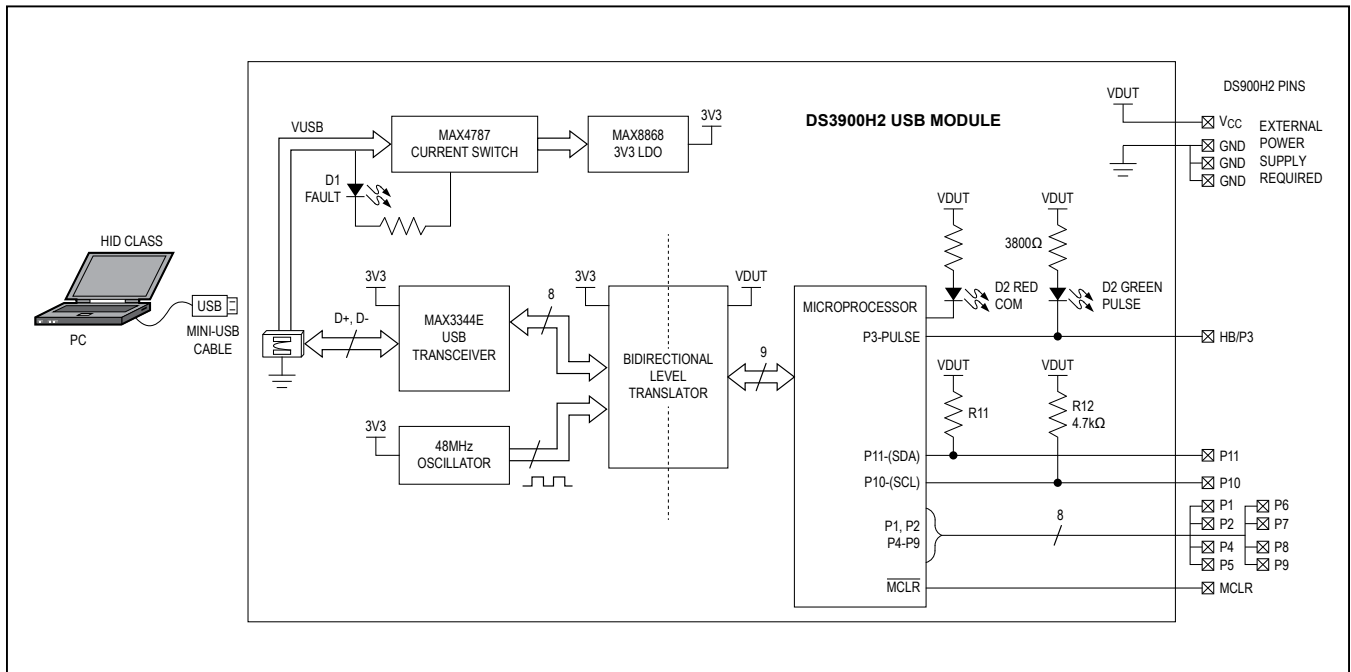 DS3900H2 USB MODULE
DS900H2 PINS
VDUT
VCC
GND
GND
GND
EXTERNAL
POWER
SUPPLY
REQUIRED
VUSB
MAX4787
CURRENT SWITCH
MAX8868
3V3 LDO
3V3
D1
FAULT
HID CLASS
PC
USB
MINI-USB
CABLE
D+, D-
3V3
MAX3344E
USB
TRANSCEIVER
8
3V3
48MHz
OSCILLATOR
3V3
VDUT
BIDIRECTIONAL
LEVEL
TRANSLATOR
9
MICROPROCESSOR
P3-PULSE
P11-(SDA)
P10-(SCL)
P1, P2
P4-P9
MCLR
VDUT
D2 RED
COM
VDUT
3800Ω
D2 GREEN
PULSE
HB/P3
VDUT
R11
VDUT
R12
4.7kΩ
P11
P10
8
P1
P2
P4
P5
P6
P7
P8
P9
MCLR